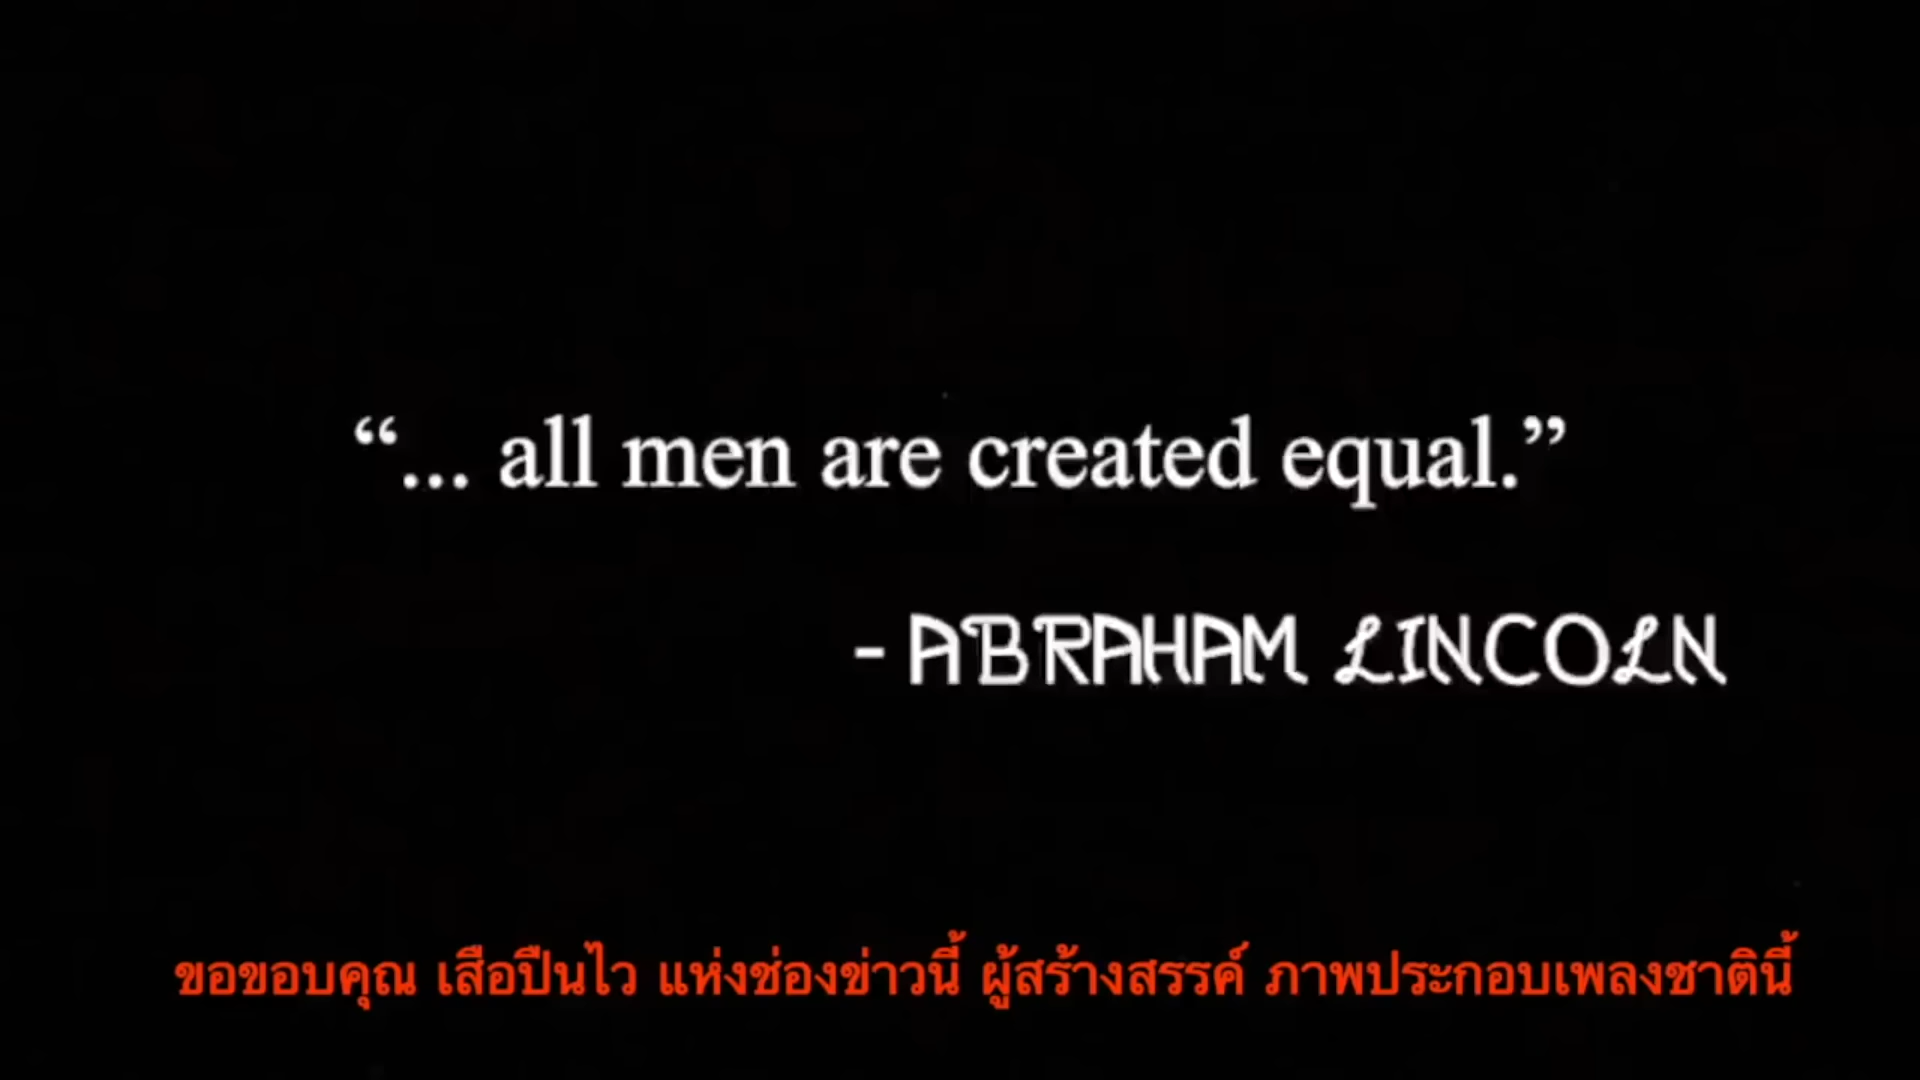 “... all men are created equal.”
- ABRAHAM LINCOLN
ขอขอบคุณ เสือปืนไว แห่งช่องข่าวนี้ ผู้สร้างสรรค์ ภาพประกอบเพลงชาตินี้